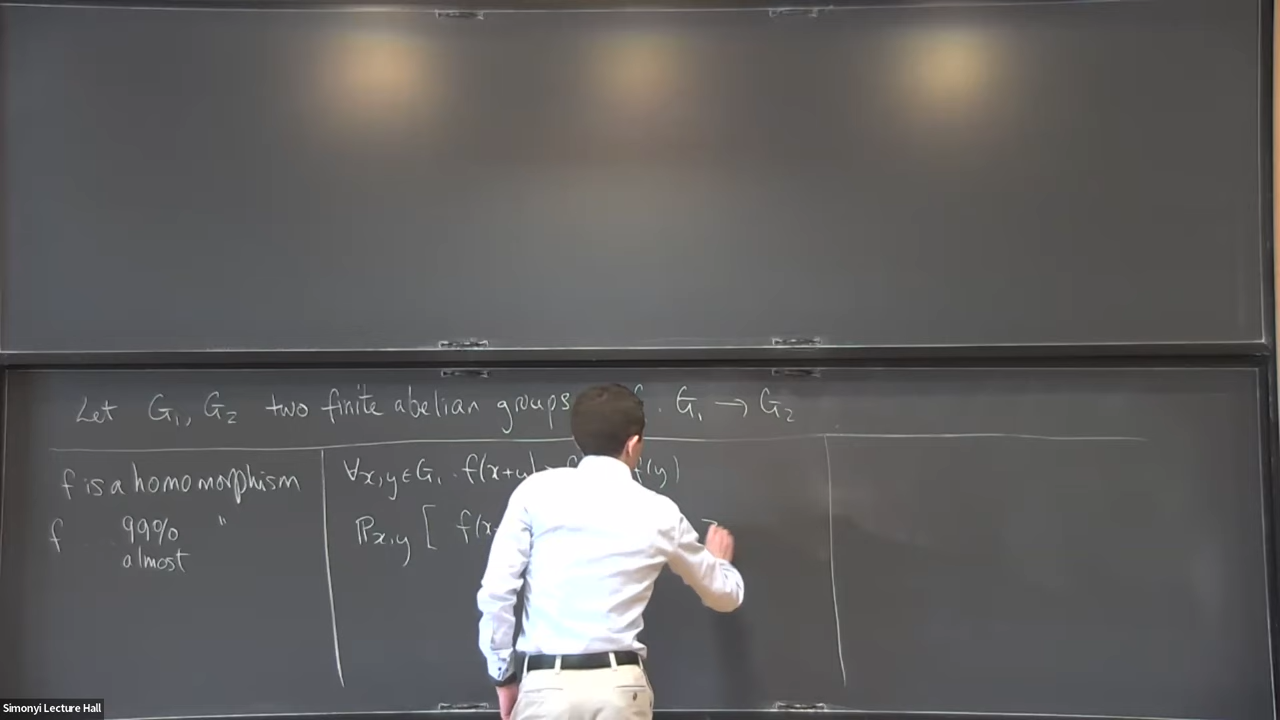 Let G₁, G₂ two finite abelian groups f. G₁ → G₂
f is a homomorphism
∀x,y∈G₁. f(x+y) = f f(y)
f 99% "
almost
ℙx,y [ f(x
Simonyi Lecture Hall